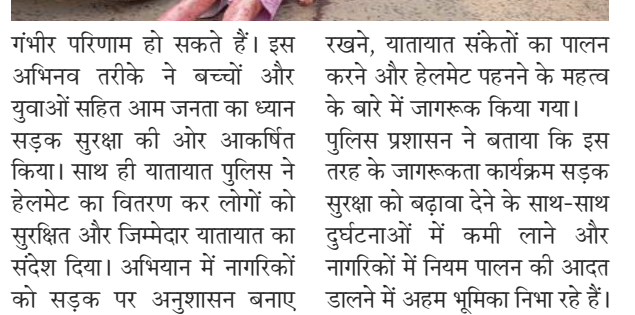 गंभीर परिणाम हो सकते हैं। इस
अभिनव तरीके ने बच्चों और
युवाओं सहित आम जनता का ध्यान
सड़क सुरक्षा की ओर आकर्षित
किया। साथ ही यातायात पुलिस ने
हेलमेट का वितरण कर लोगों को
सुरक्षित और जिम्मेदार यातायात का
संदेश दिया। अभियान में नागरिकों
को सड़क पर अनुशासन बनाए
रखने, यातायात संकेतों का पालन
करने और हेलमेट पहनने के महत्व
के बारे में जागरूक किया गया।
पुलिस प्रशासन ने बताया कि इस
तरह के जागरूकता कार्यक्रम सड़क
सुरक्षा को बढ़ावा देने के साथ-साथ
दुर्घटनाओं में कमी लाने और
नागरिकों में नियम पालन की आदत
डालने में अहम भूमिका निभा रहे हैं।